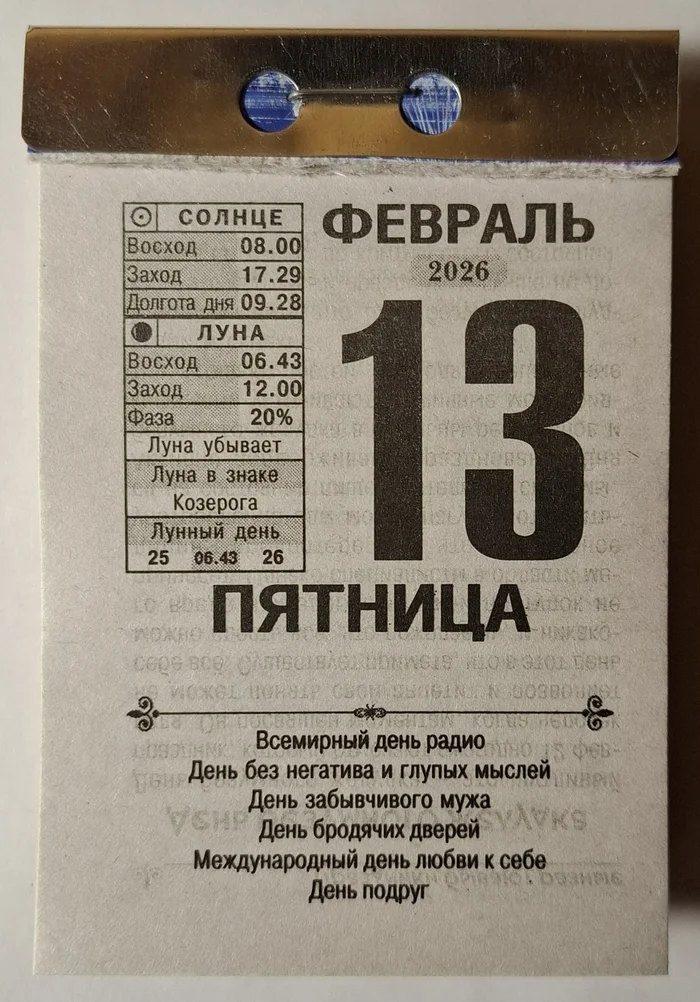 СОЛНЦЕ
Восход 08.00
Заход 17.29
Долгота дня 09.28
ЛУНА
Восход 06.43
Заход 12.00
Фаза 20%
Луна убывает
Луна в знаке
Козерога
Лунный день
25 06.43 26
ФЕВРАЛЬ
2026
13
ПЯТНИЦА
Всемирный день радио
День без негатива и глупых мыслей
День забывчивого мужа
День бродячих дверей
Международный день любви к себе
День подруг